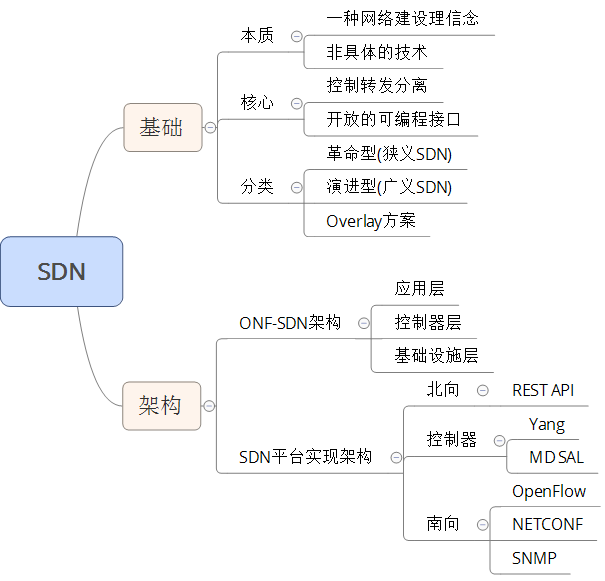 SDN
基础
本质
一种网络建设理信念
非具体的技术
核心
控制转发分离
开放的可编程接口
分类
革命型(狭义SDN)
演进型(广义SDN)
Overlay方案
架构
ONF-SDN架构
应用层
控制器层
基础设施层
SDN平台实现架构
北向
REST API
控制器
Yang
MD SAL
南向
OpenFlow
NETCONF
SNMP